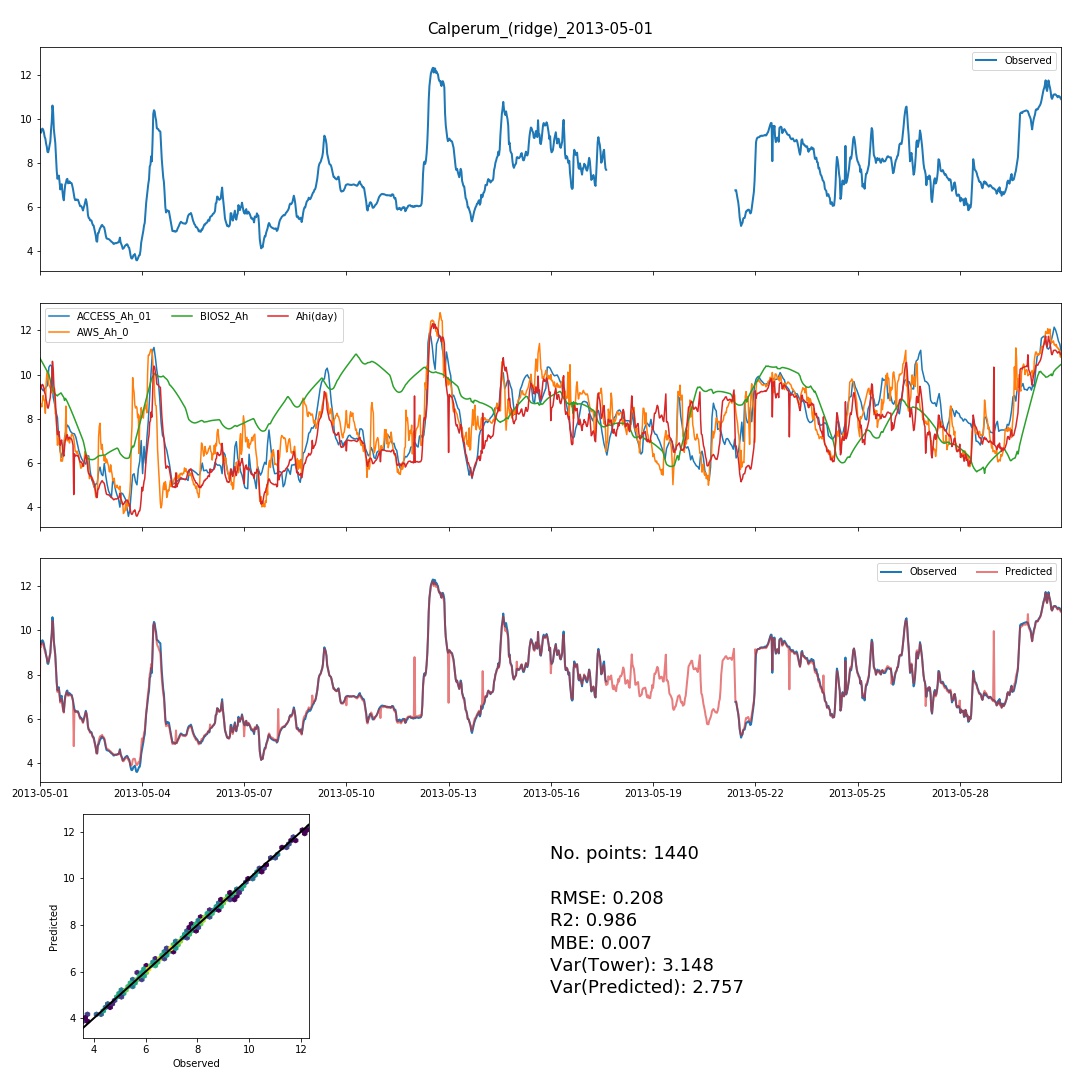 Calperum_(ridge)_2013-05-01
Observed
12
10
8
6
4
ACCESS_Ah_01 BIOS2_Ah Ahi(day)
AWS_Ah_0
12
10
8
6
4
Observed Predicted
12
10
8
6
4
2013-05-01 2013-05-04 2013-05-07 2013-05-10 2013-05-13 2013-05-16 2013-05-19 2013-05-22 2013-05-25 2013-05-28
12
10
8
6
4
Predicted
4 6 8 10 12
Observed
No. points: 1440
RMSE: 0.208
R2: 0.986
MBE: 0.007
Var(Tower): 3.148
Var(Predicted): 2.757